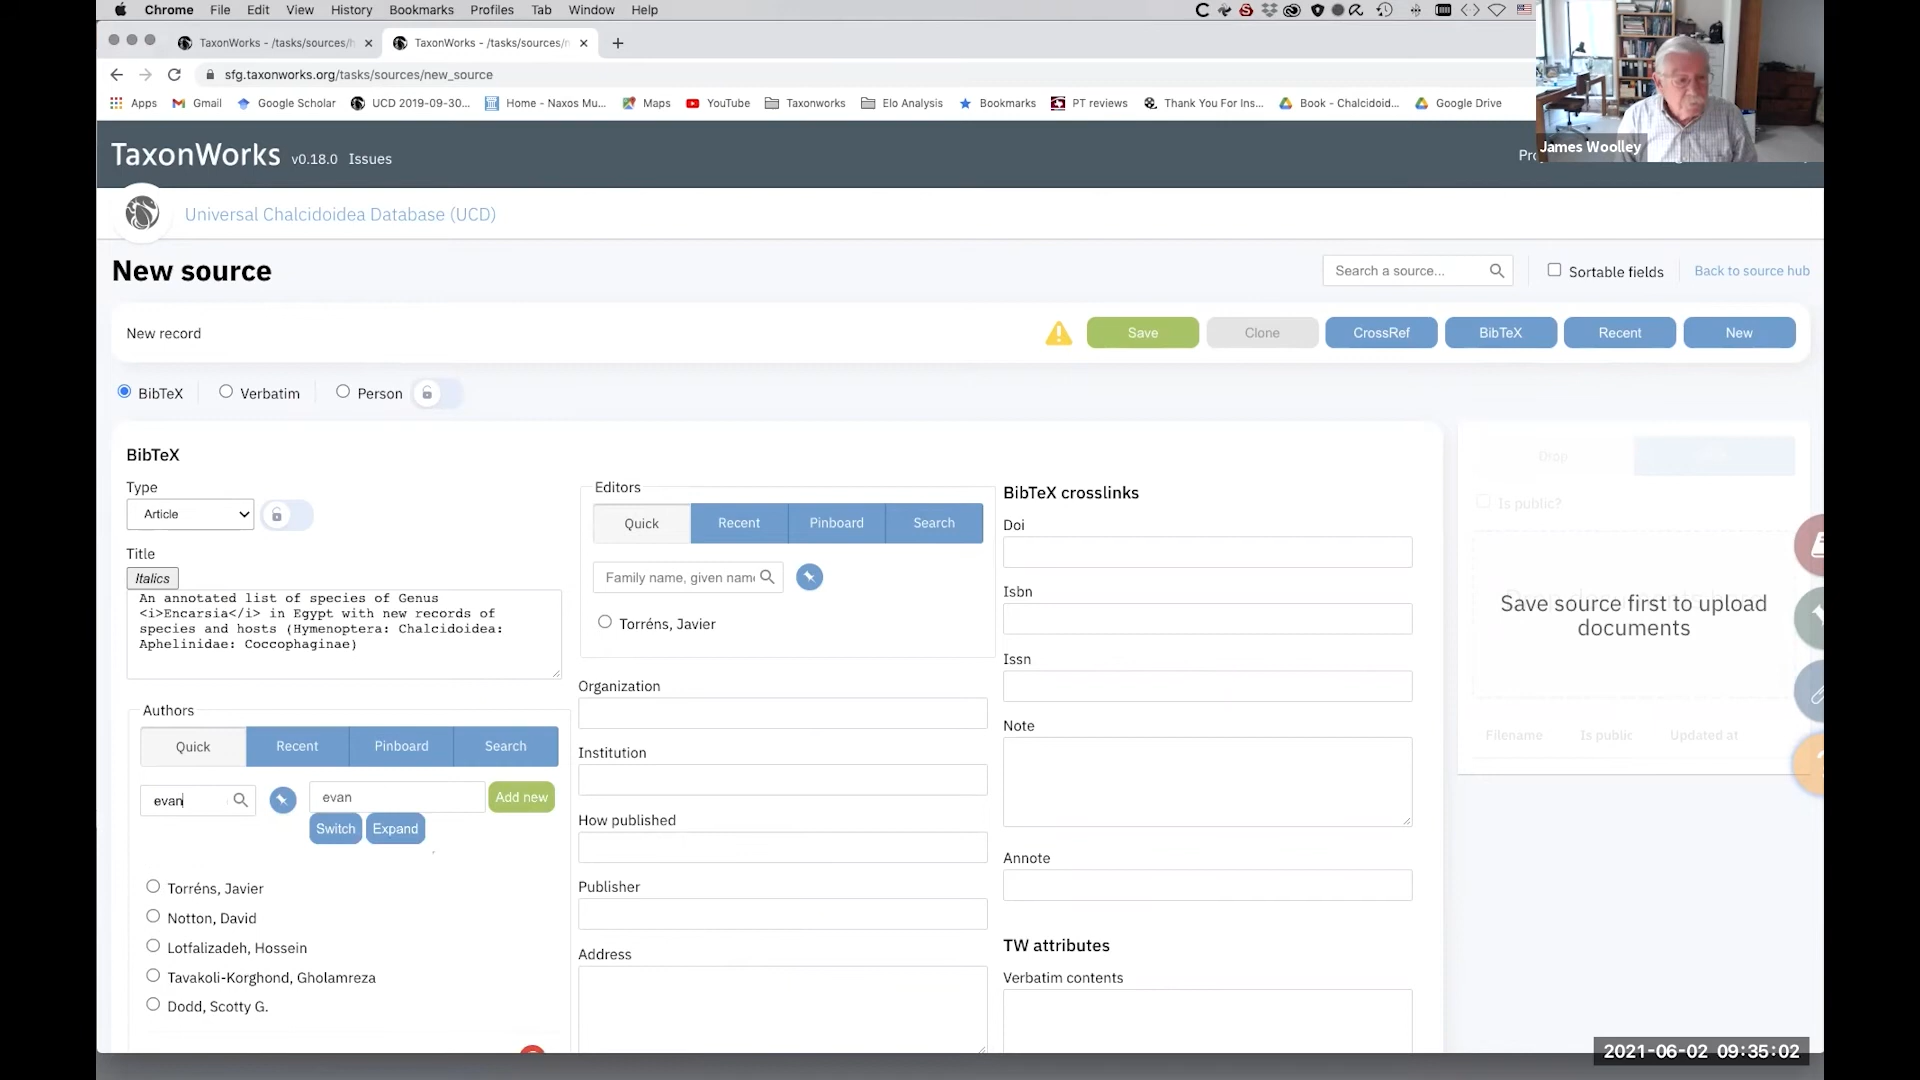 Chrome File Edit View History Bookmarks Profiles Tab Window Help
TaxonWorks - /tasks/sources/h
TaxonWorks - /tasks/sources/n
sfg.taxonworks.org/tasks/sources/new_source
Apps Gmail Google Scholar UCD 2019-09-30... Home - Naxos Mu... Maps YouTube Taxonworks Elo Analysis Bookmarks PT reviews Thank You For Ins... Book - Chalcidoid... Google Drive
James Woolley
TaxonWorks v0.18.0 Issues
Universal Chalcidoidea Database (UCD)
New source
Search a source...
Sortable fields
Back to source hub
New record
Save Clone CrossRef BibTeX Recent New
BibTeX Verbatim Person
BibTeX
Type
Article
Title
Italics
An annotated list of species of Genus
<i>Encarsia</i> in Egypt with new records of
species and hosts (Hymenoptera: Chalcidoidea:
Aphelinidae: Coccophaginae)
Authors
Quick Recent Pinboard Search
evan
evan
Add new
Switch Expand
Torréns, Javier
Notton, David
Lotfalizadeh, Hossein
Tavakoli-Korghond, Gholamreza
Dodd, Scotty G.
Editors
Quick Recent Pinboard Search
Family name, given name
Torréns, Javier
Organization
Institution
How published
Publisher
Address
BibTeX crosslinks
Doi
Isbn
Issn
Note
Annote
TW attributes
Verbatim contents
Drop
Is public?
Save source first to upload
documents
Filename Is public Updated at
2021-06-02 09:35:02